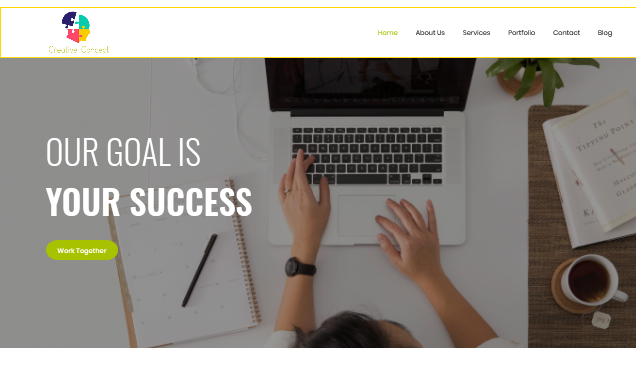 Creative Concept
Home About Us Services Portfolio Contact Blog
OUR GOAL IS
YOUR SUCCESS
Work Together
The
TIPPING POINT